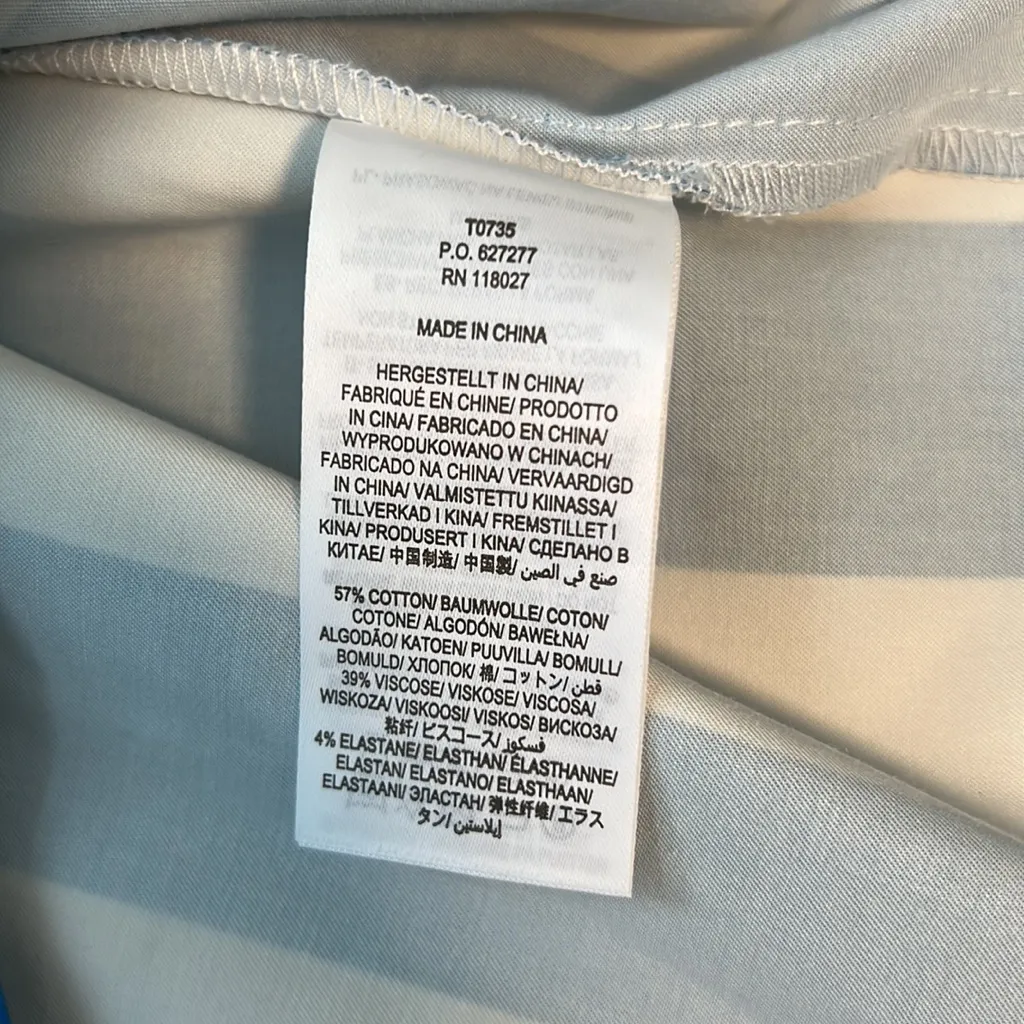 T0735
P.O. 627277
RN 118027
MADE IN CHINA
HERGESTELLT IN CHINA/
FABRIQUÉ EN CHINE/ PRODOTTO
IN CINA/ FABRICADO EN CHINA/
WYPRODUKOWANO W CHINACH/
FABRICADO NA CHINA/ VERVAARDIGD
IN CHINA/ VALMISTETTU KIINASSA/
TILLVERKAD I KINA/ FREMSTILLET I
KINA/ PRODUSERT I KINA/ СДЕЛАНО В
КИТАЕ/ 中国制造/ 中国製/ صنع في الصين
57% COTTON/ BAUMWOLLE/ COTON/
COTONE/ ALGODÓN/ BAWEŁNA/
ALGODÃO/ KATOEN/ PUUVILLA/ BOMULL/
BOMULD/ ХЛОПОК/ 棉/ コットン/ قطن
39% VISCOSE/ VISKOSE/ VISCOSA/
WISKOZA/ VISKOOSI/ VISKOS/ ВИСКОЗА/
粘纤/ ビスコース/ فسكوز
4% ELASTANE/ ELASTHAN/ ÉLASTHANNE/
ELASTAN/ ELASTANO/ ELASTHAAN/
ELASTAANI/ ЭЛАСТАН/ 弹性纤维/ エラス
タン/ إيلاستين